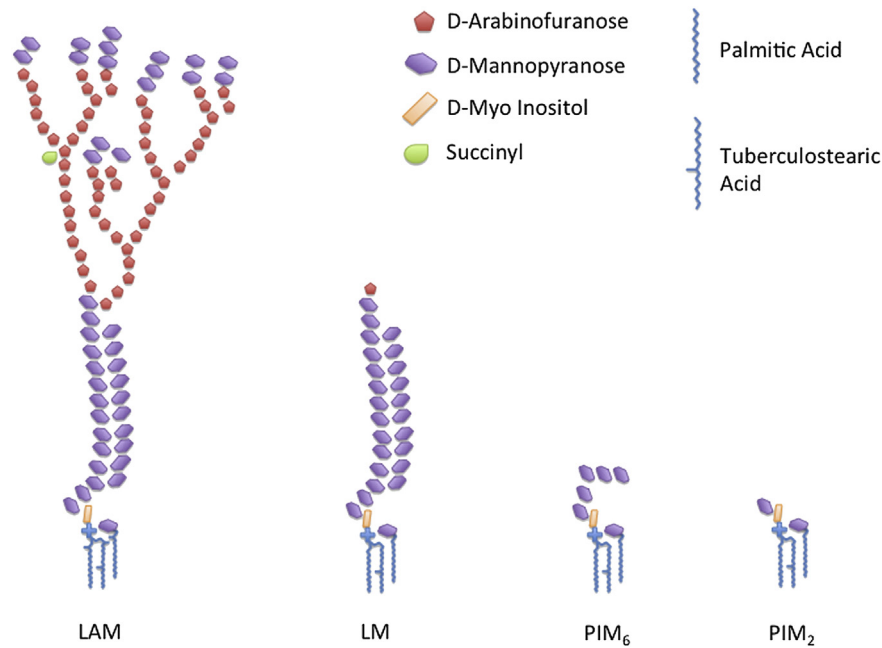 D-Arabinofuranose
D-Mannopyranose
D-Myo Inositol
Succinyl
Palmitic Acid
Tuberculostearic
Acid
LAM
LM
PIM₆
PIM₂